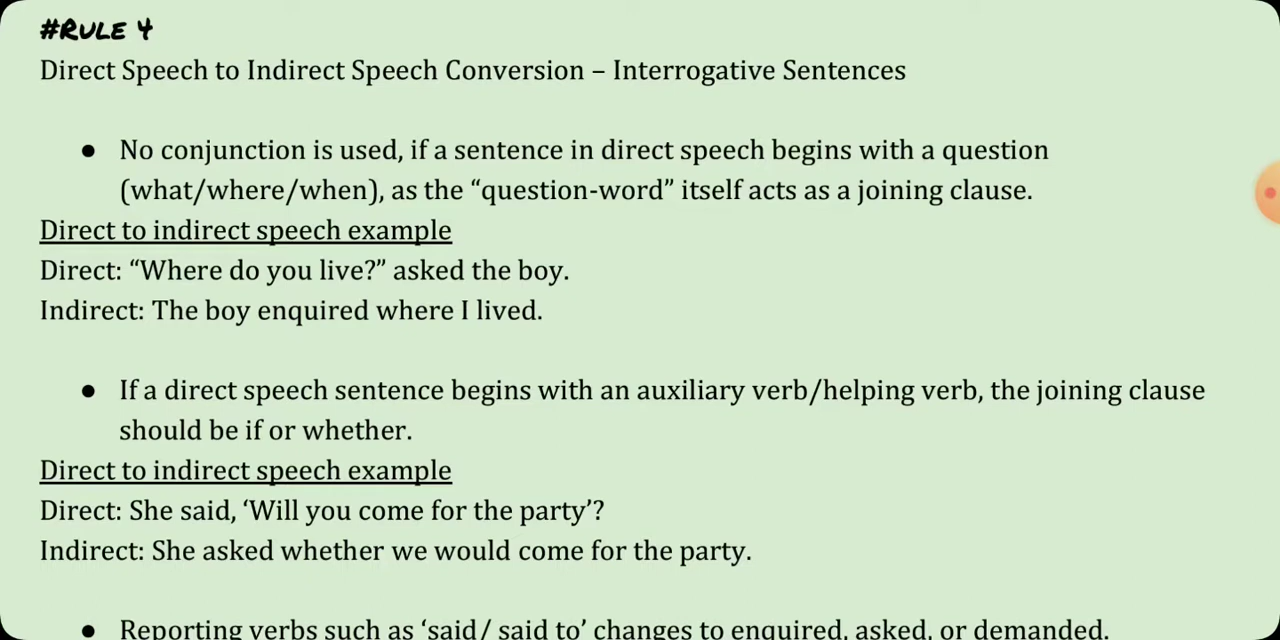 #RULE 4
Direct Speech to Indirect Speech Conversion – Interrogative Sentences
● No conjunction is used, if a sentence in direct speech begins with a question
(what/where/when), as the “question-word” itself acts as a joining clause.
Direct to indirect speech example
Direct: “Where do you live?” asked the boy.
Indirect: The boy enquired where I lived.
● If a direct speech sentence begins with an auxiliary verb/helping verb, the joining clause
should be if or whether.
Direct to indirect speech example
Direct: She said, ‘Will you come for the party’?
Indirect: She asked whether we would come for the party.
● Reporting verbs such as ‘said/ said to’ changes to enquired, asked, or demanded.